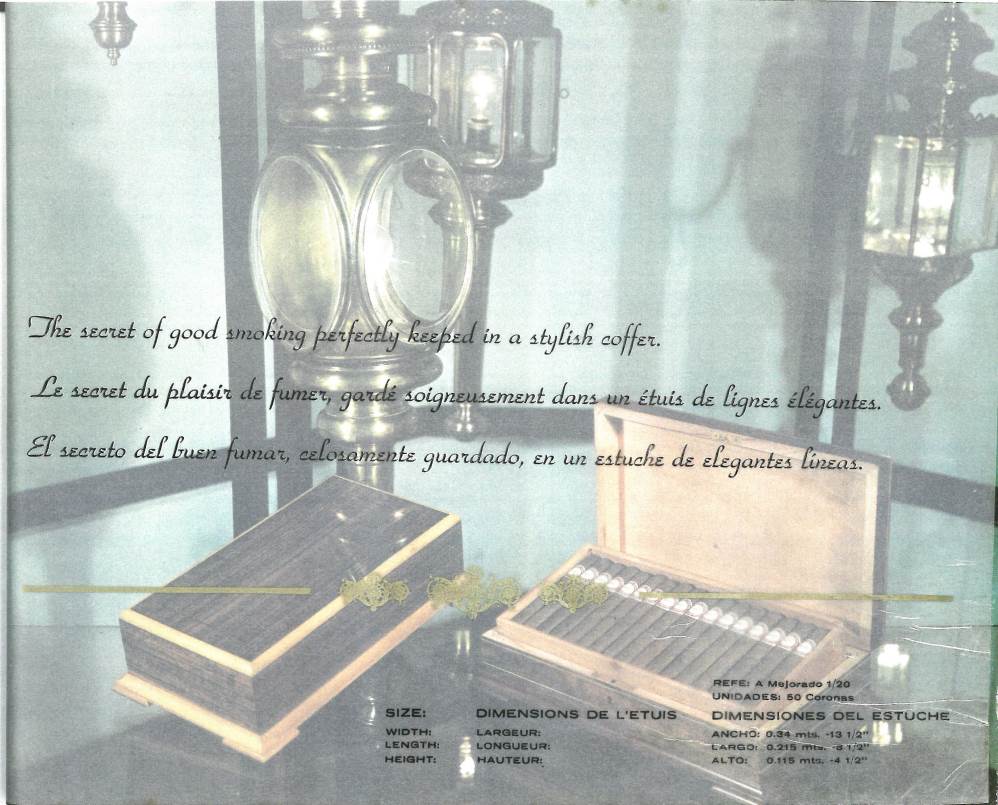 The secret of good smoking perfectly keeped in a stylish coffer.
Le secret du plaisir de fumer, gardé soigneusement dans un étuis de lignes élégantes.
El secreto del buen fumar, celosamente guardado, en un estuche de elegantes líneas.
REFE: A Mejorado 1/20
UNIDADES: 50 Coronas
SIZE: DIMENSIONS DE L'ETUIS DIMENSIONES DEL ESTUCHE
WIDTH: LARGEUR: ANCHO: 0.34 mts. -13 1/2"
LENGTH: LONGUEUR: LARGO: 0.215 mts. -8 1/2"
HEIGHT: HAUTEUR: ALTO: 0.115 mts. -4 1/2"